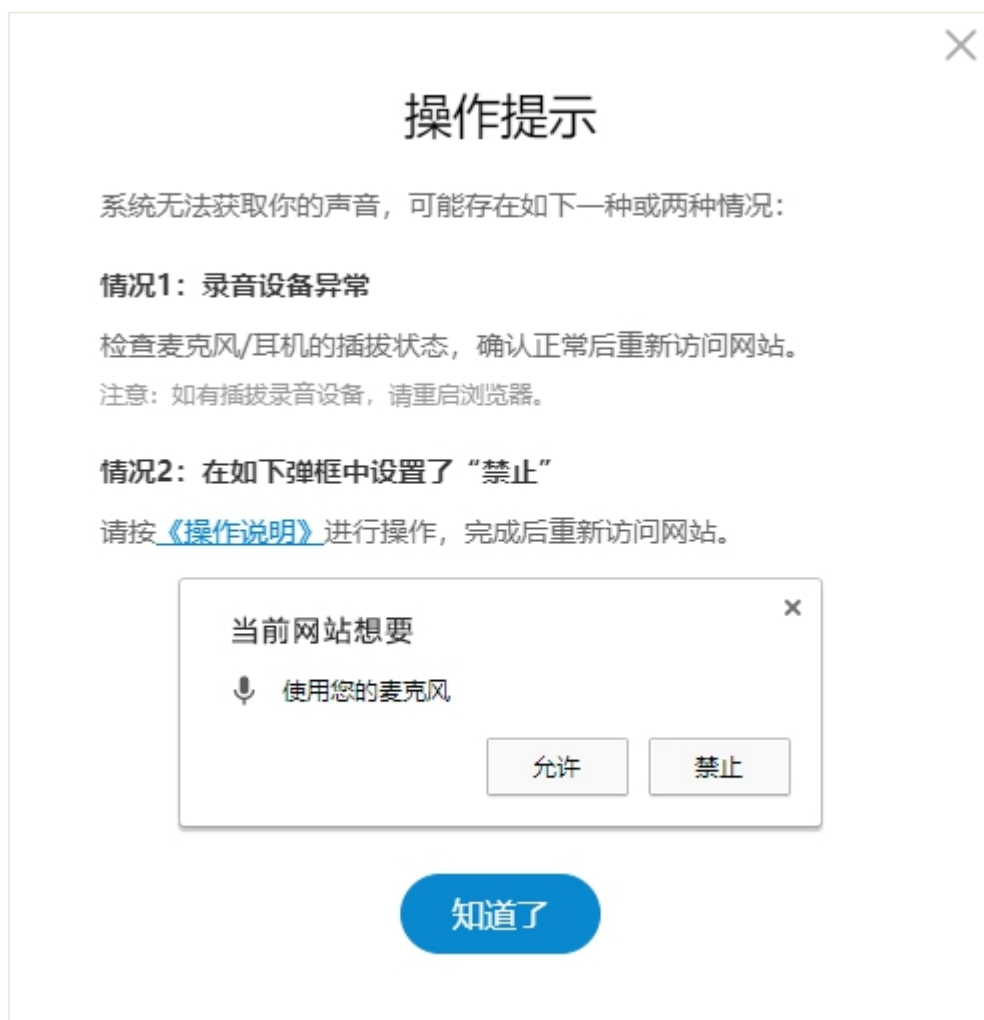 操作提示
系统无法获取你的声音，可能存在如下一种或两种情况：
情况1：录音设备异常
检查麦克风/耳机的插拔状态，确认正常后重新访问网站。
注意：如有插拔录音设备，请重启浏览器。
情况2：在如下弹框中设置了“禁止”
请按《操作说明》进行操作，完成后重新访问网站。
当前网站想要
使用您的麦克风
允许 禁止
知道了